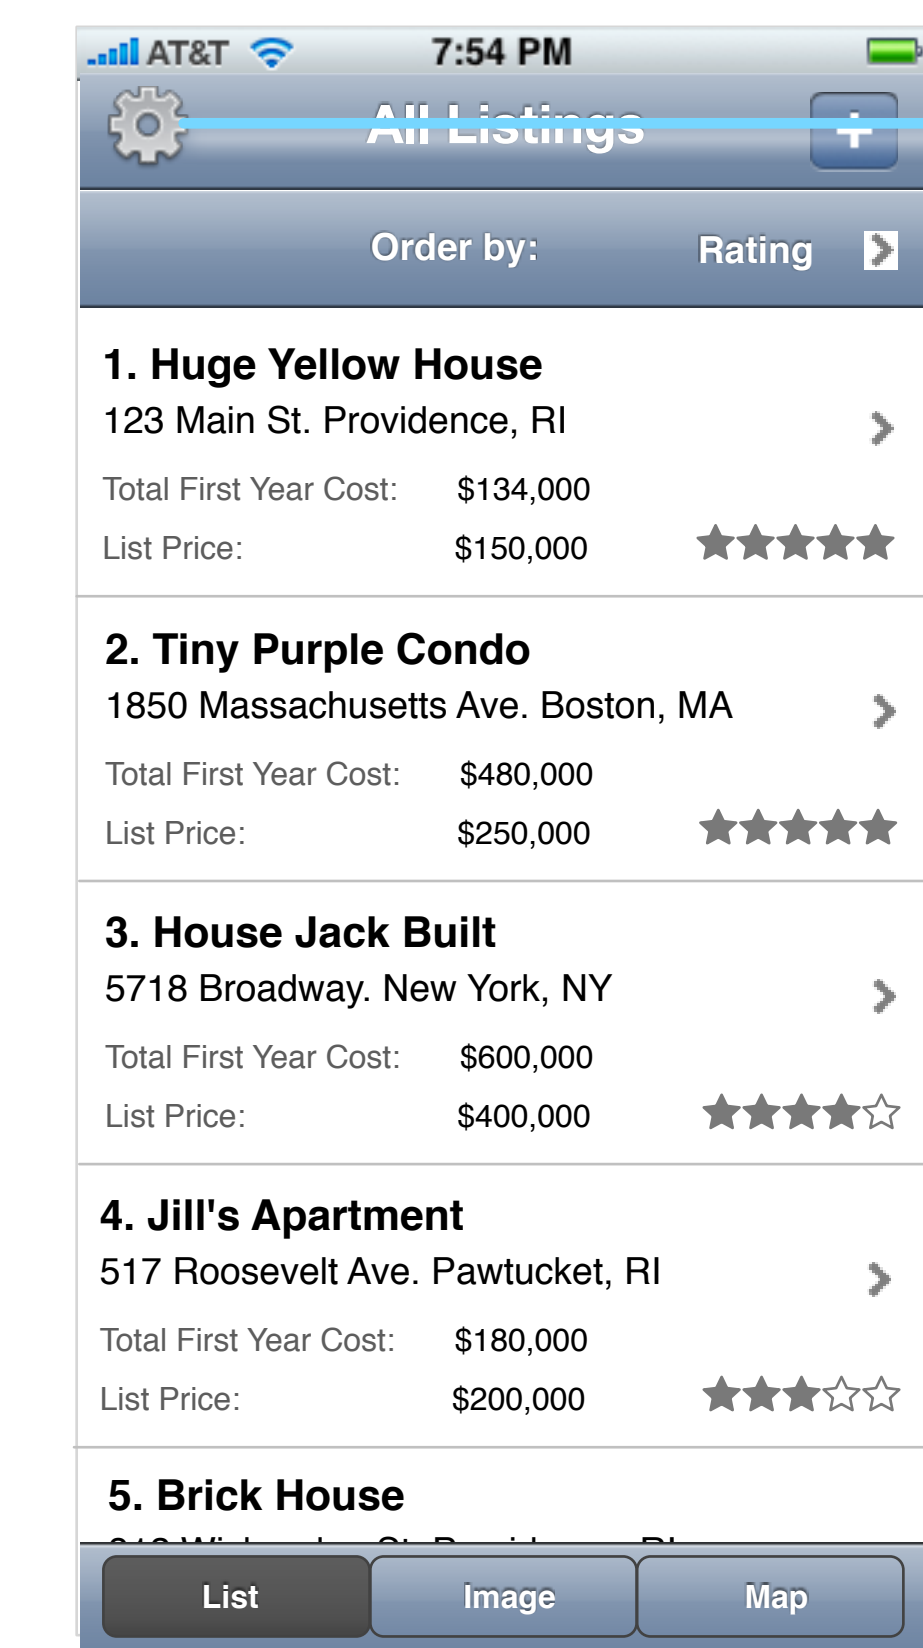 AT&T 7:54 PM
All Listings +
Order by: Rating
1. Huge Yellow House
123 Main St. Providence, RI
Total First Year Cost: $134,000
List Price: $150,000
2. Tiny Purple Condo
1850 Massachusetts Ave. Boston, MA
Total First Year Cost: $480,000
List Price: $250,000
3. House Jack Built
5718 Broadway. New York, NY
Total First Year Cost: $600,000
List Price: $400,000
4. Jill's Apartment
517 Roosevelt Ave. Pawtucket, RI
Total First Year Cost: $180,000
List Price: $200,000
5. Brick House
List Image Map